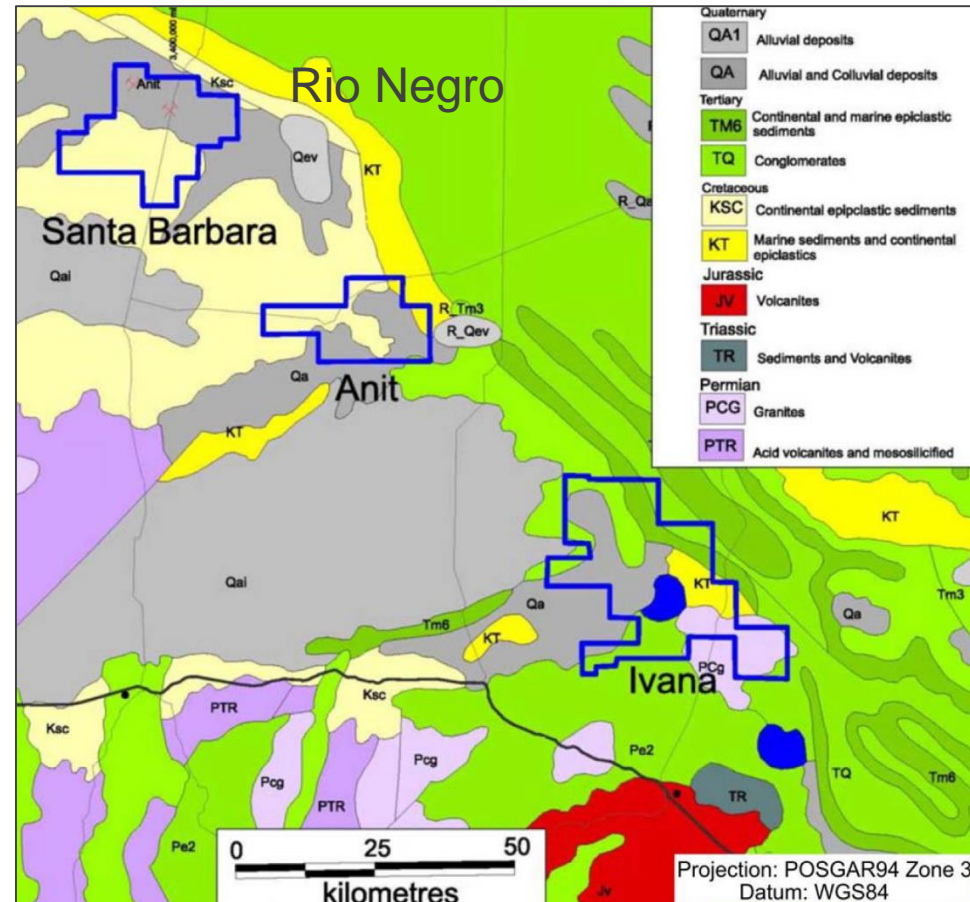 3,400,000 mE
Anit
Ksc
Rio Negro
Qev
KT
Santa Barbara
Qai
R_Qa
R_Tm3
R_Qev
Qa
Anit
KT
KT
Qai
KT
Qa
Tm3
Qa
Tm6
KT
PCg
Ivana
Ksc
PTR
Ksc
Pe2
Pcg
Pcg
PTR
TR
TQ
Tm6
Pe2
Jv
0 25 50
kilometres
Quaternary
QA1 Alluvial deposits
QA Alluvial and Colluvial deposits
Tertiary
TM6 Continental and marine epiclastic
sediments
TQ Conglomerates
Cretaceous
KSC Continental epipclastic sediments
KT Marine sediments and continental
epiclastics
Jurassic
JV Volcanites
Triassic
TR Sediments and Volcanites
Permian
PCG Granites
PTR Acid volcanites and mesosilicified
Projection: POSGAR94 Zone 3
Datum: WGS84